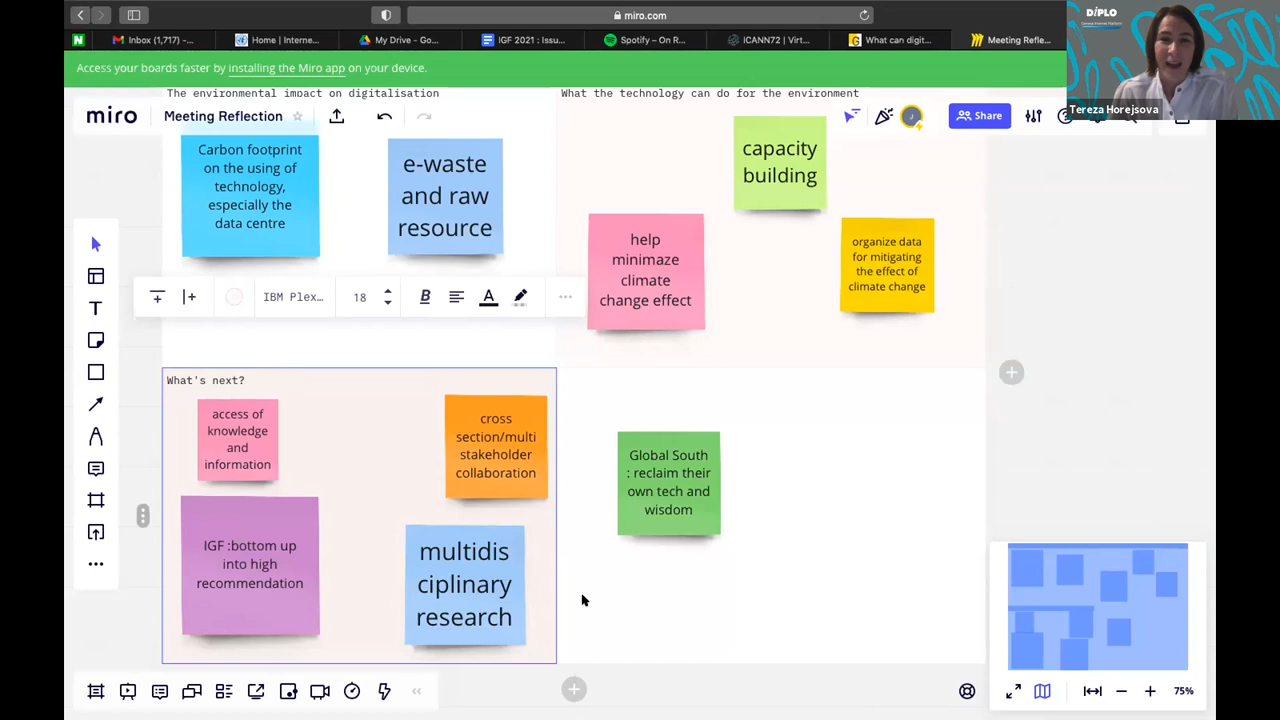 miro.com
N
Inbox (1,717) -...
Home | Interne...
My Drive - Go...
IGF 2021 : Issu...
Spotify – On R...
ICANN72 | Virt...
What can digit...
Meeting Refle...
DiPLO
Tereza Horejsova
Access your boards faster by installing the Miro app on your device.
The environmental impact on digitalisation
What the technology can do for the environment
miro
Meeting Reflection
Share
Carbon footprint
on the using of
technology,
especially the
data centre
e-waste
and raw
resource
capacity
building
help
minimaze
climate
change effect
organize data
for mitigating
the effect of
climate change
IBM Plex...
18
B
A
T
What's next?
access of
knowledge
and
information
cross
section/multi
stakeholder
collaboration
IGF :bottom up
into high
recommendation
multidis
ciplinary
research
Global South
: reclaim their
own tech and
wisdom
75%